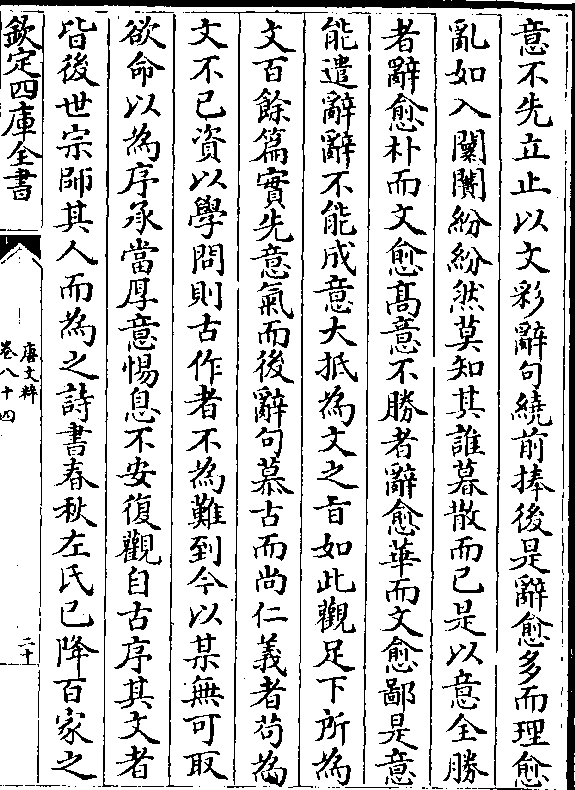 意不先立止以文彩辭句繞前捧後是辭愈多而理愈
亂如入闤闠紛紛然莫知其誰暮散而已是以意全勝
者辭愈朴而文愈髙意不勝者辭愈華而文愈鄙是意
能遣辭辭不能成意大抵為文之㫖如此觀足下所為
文百餘篇實先意氣而後辭句慕古而尚仁義者苟為
文不已資以學問則古作者不為難到今以某無可取
欲命以為序承當厚意惕息不安復觀自古序其文者
皆後世宗師其人而為之詩書春秋左氏已降百家之
欽定四庫全書
唐文粹
卷八十四
二十